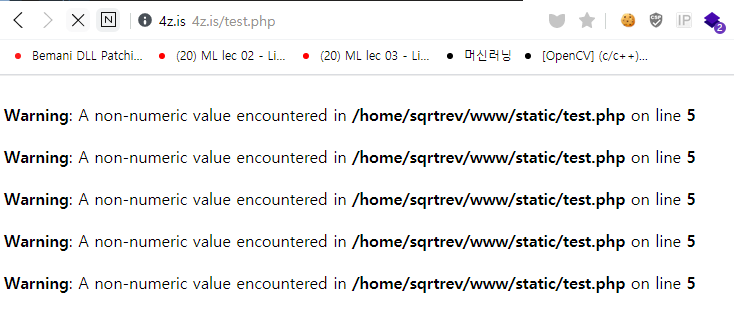 4z.is 4z.is/test.php
Bemani DLL Patchi... (20) ML lec 02 - Li... (20) ML lec 03 - Li... 머신러닝 [OpenCV] (c/c++)...
Warning: A non-numeric value encountered in /home/sqrtrev/www/static/test.php on line 5
Warning: A non-numeric value encountered in /home/sqrtrev/www/static/test.php on line 5
Warning: A non-numeric value encountered in /home/sqrtrev/www/static/test.php on line 5
Warning: A non-numeric value encountered in /home/sqrtrev/www/static/test.php on line 5
Warning: A non-numeric value encountered in /home/sqrtrev/www/static/test.php on line 5